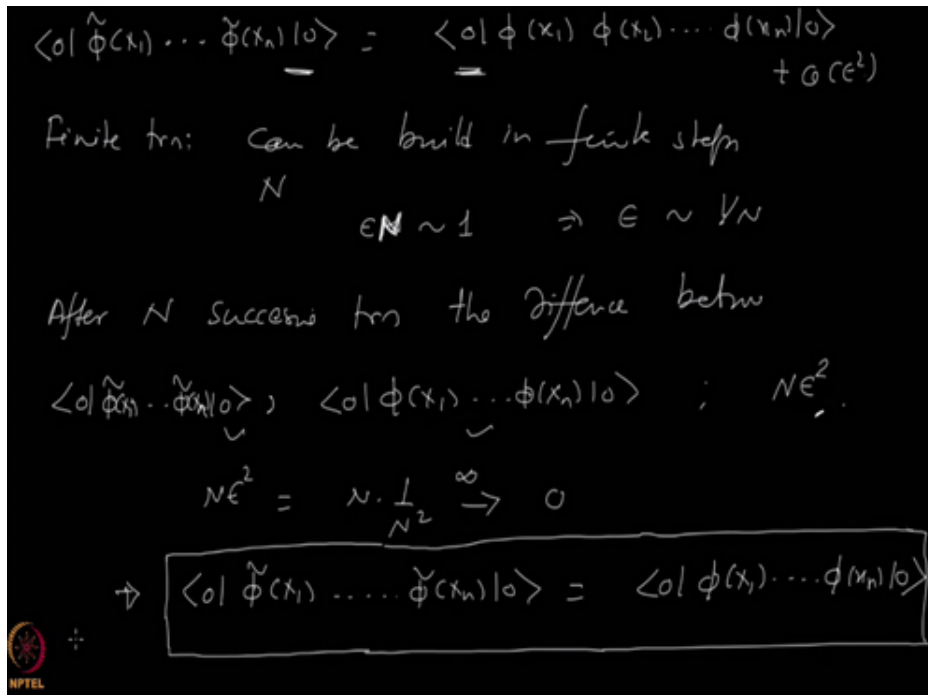 <0| φ̃(x₁) ... φ̃(xₙ) |0> = <0| φ(x₁) φ(x₂) .... φ(xₙ)|0>
+ O(ε²)
Finite trn: Can be build in finite steps
N
εN ~ 1 ⇒ ε ~ 1/N
After N successive trn the difference between
<0| φ̃(x₁) .. φ̃(xₙ)|0> , <0| φ(x₁) ... φ(xₙ) |0> ; Nε².
Nε² = N. 1/N² ∞→ 0
→ <0| φ̃(x₁) ..... φ̃(xₙ) |0> = <0| φ(x₁) .... φ(xₙ) |0>
NPTEL